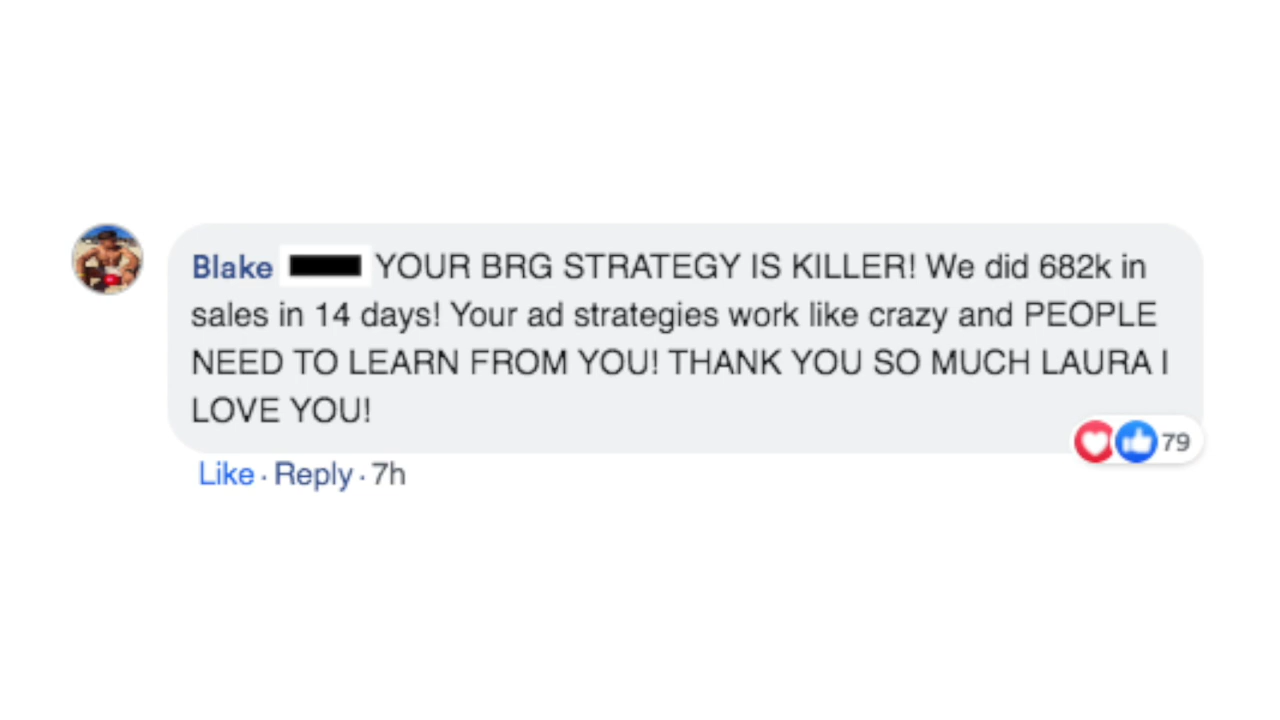 Blake YOUR BRG STRATEGY IS KILLER! We did 682k in
sales in 14 days! Your ad strategies work like crazy and PEOPLE
NEED TO LEARN FROM YOU! THANK YOU SO MUCH LAURA I
LOVE YOU!
79
Like · Reply · 7h